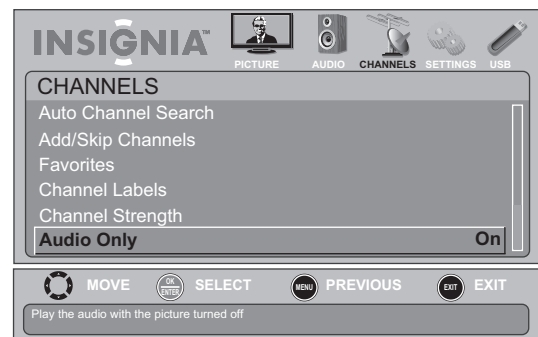 INSIGNIA™
PICTURE AUDIO CHANNELS SETTINGS USB
CHANNELS
Auto Channel Search
Add/Skip Channels
Favorites
Channel Labels
Channel Strength
Audio Only On
MOVE OK ENTER SELECT MENU PREVIOUS EXIT EXIT
Play the audio with the picture turned off